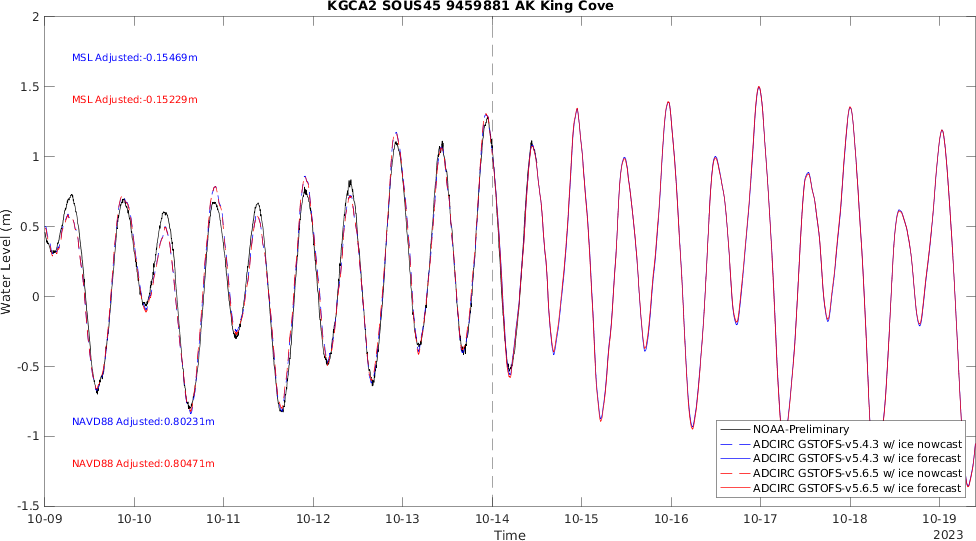 KGCA2 SOUS45 9459881 AK King Cove
2
MSL Adjusted:-0.15469m
1.5
MSL Adjusted:-0.15229m
1
0.5
0
-0.5
-1
-1.5
Water Level (m)
NAVD88 Adjusted:0.80231m
NAVD88 Adjusted:0.80471m
NOAA-Preliminary
ADCIRC GSTOFS-v5.4.3 w/ ice nowcast
ADCIRC GSTOFS-v5.4.3 w/ ice forecast
ADCIRC GSTOFS-v5.6.5 w/ ice nowcast
ADCIRC GSTOFS-v5.6.5 w/ ice forecast
10-09 10-10 10-11 10-12 10-13 10-14 10-15 10-16 10-17 10-18 10-19
Time
2023